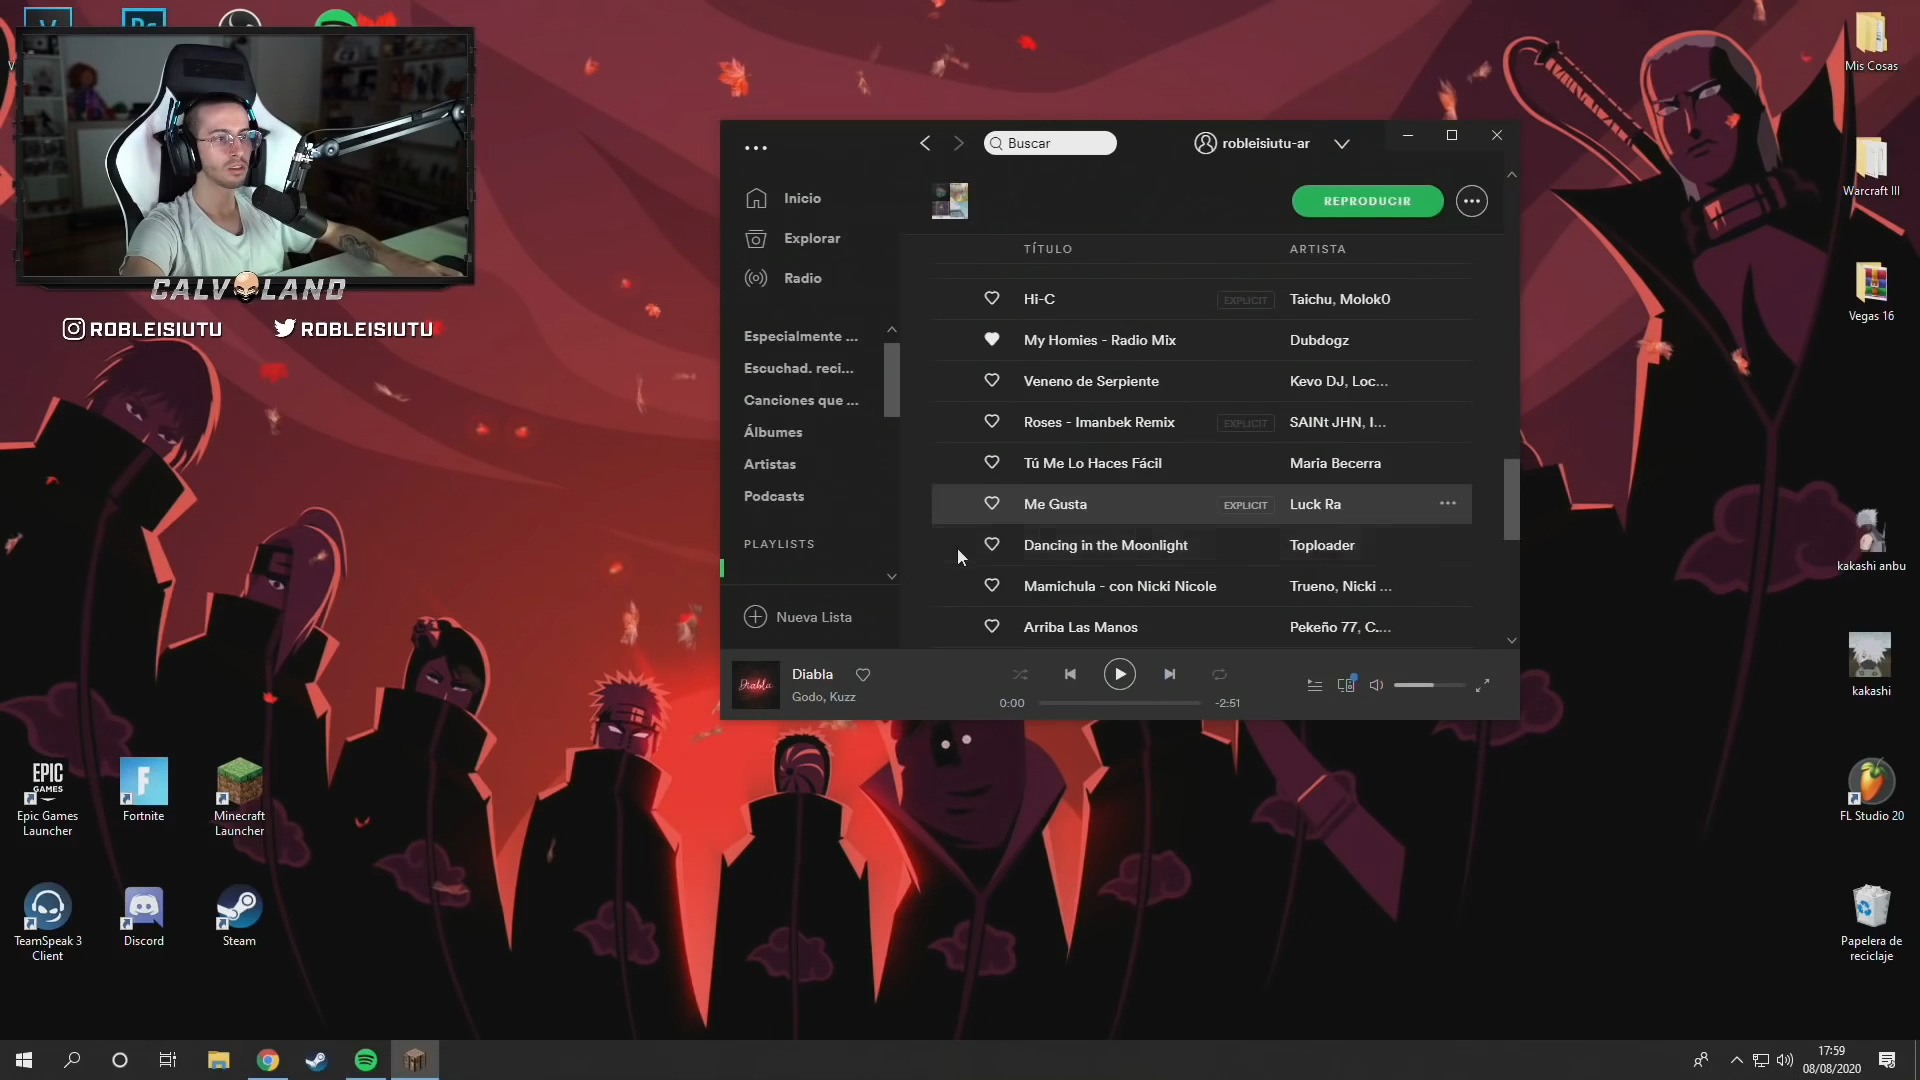 Mis Cosas
CALVOLAND
ROBLEISIUTU
ROBLEISIUTU
Buscar
robleisiutu-ar
Inicio
Explorar
Radio
Especialmente ...
Escuchad. reci...
Canciones que ...
Álbumes
Artistas
Podcasts
PLAYLISTS
Nueva Lista
REPRODUCIR
TÍTULO ARTISTA
Hi-C EXPLICIT Taichu, Molok0
My Homies - Radio Mix Dubdogz
Veneno de Serpiente Kevo DJ, Loc...
Roses - Imanbek Remix EXPLICIT SAINt JHN, I...
Tú Me Lo Haces Fácil Maria Becerra
Me Gusta EXPLICIT Luck Ra
Dancing in the Moonlight Toploader
Mamichula - con Nicki Nicole Trueno, Nicki ...
Arriba Las Manos Pekeño 77, C....
Diabla
Diabla
Godo, Kuzz
0:00
-2:51
Warcraft III
Vegas 16
kakashi anbu
kakashi
FL Studio 20
Papelera de
reciclaje
EPIC
GAMES
Epic Games
Launcher
Fortnite
Minecraft
Launcher
TeamSpeak 3
Client
Discord
Steam
17:59
08/08/2020